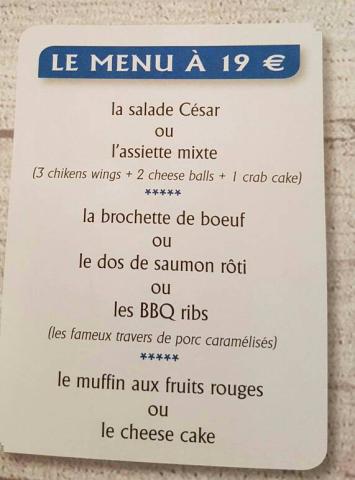 LE MENU À 19 €
la salade César
ou
l'assiette mixte
(3 chikens wings + 2 cheese balls + 1 crab cake)
*****
la brochette de boeuf
ou
le dos de saumon rôti
ou
les BBQ ribs
(les fameux travers de porc caramélisés)
*****
le muffin aux fruits rouges
ou
le cheese cake